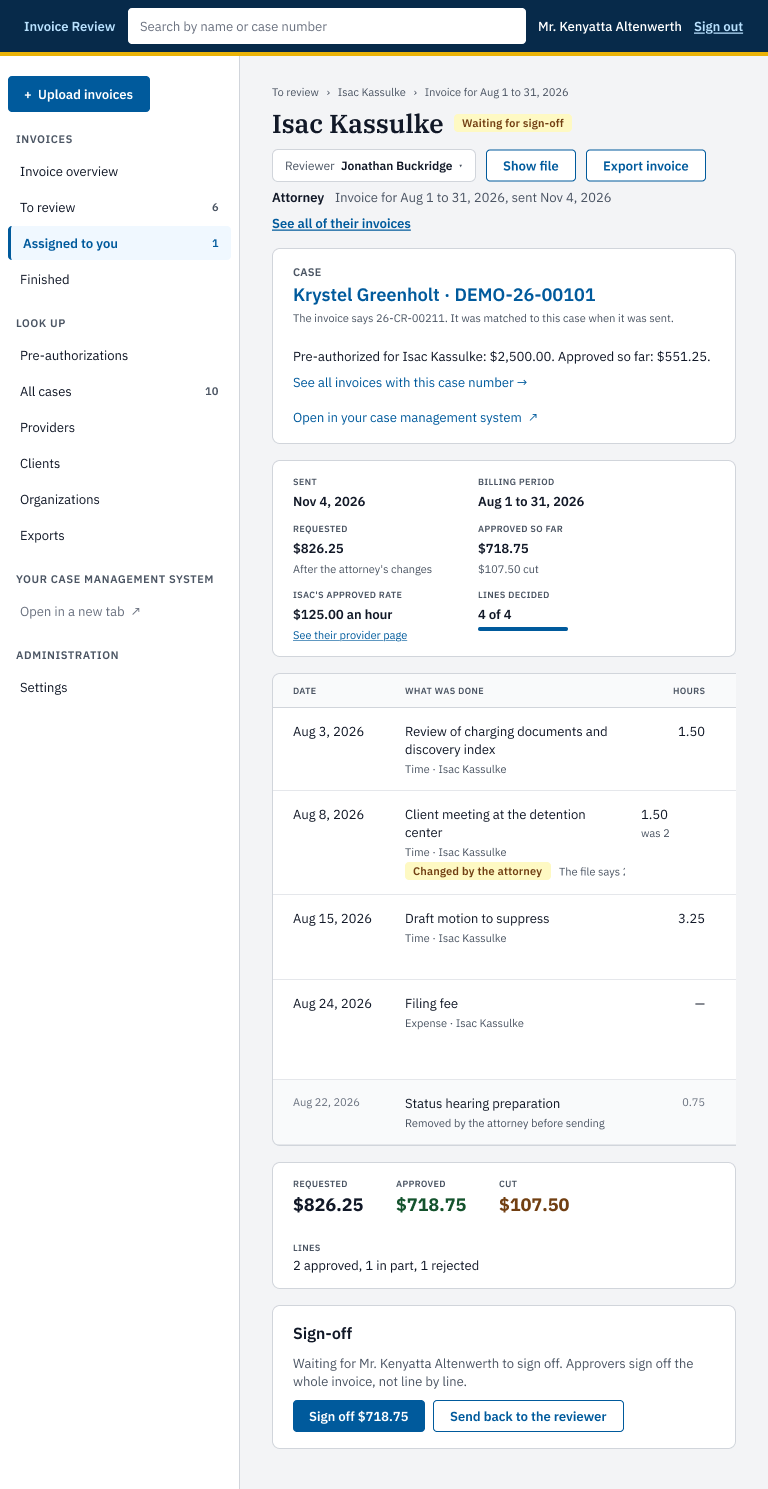 Invoice Review
Search by name or case number
Mr. Kenyatta Altenwerth
Sign out
+ Upload invoices
INVOICES
Invoice overview
To review 6
Assigned to you 1
Finished
LOOK UP
Pre-authorizations
All cases 10
Providers
Clients
Organizations
Exports
YOUR CASE MANAGEMENT SYSTEM
Open in a new tab ↗
ADMINISTRATION
Settings
To review › Isac Kassulke › Invoice for Aug 1 to 31, 2026
Isac Kassulke Waiting for sign-off
Reviewer Jonathan Buckridge ·
Show file
Export invoice
Attorney Invoice for Aug 1 to 31, 2026, sent Nov 4, 2026
See all of their invoices
CASE
Krystel Greenholt · DEMO-26-00101
The invoice says 26-CR-00211. It was matched to this case when it was sent.
Pre-authorized for Isac Kassulke: $2,500.00. Approved so far: $551.25.
See all invoices with this case number →
Open in your case management system ↗
SENT
Nov 4, 2026
BILLING PERIOD
Aug 1 to 31, 2026
REQUESTED
$826.25
After the attorney's changes
APPROVED SO FAR
$718.75
$107.50 cut
ISAC'S APPROVED RATE
$125.00 an hour
See their provider page
LINES DECIDED
4 of 4
DATE WHAT WAS DONE HOURS
Aug 3, 2026 Review of charging documents and 1.50
discovery index
Time · Isac Kassulke
Aug 8, 2026 Client meeting at the detention 1.50
center was 2
Time · Isac Kassulke
Changed by the attorney The file says
Aug 15, 2026 Draft motion to suppress 3.25
Time · Isac Kassulke
Aug 24, 2026 Filing fee —
Expense · Isac Kassulke
Aug 22, 2026 Status hearing preparation 0.75
Removed by the attorney before sending
REQUESTED
$826.25
APPROVED
$718.75
CUT
$107.50
LINES
2 approved, 1 in part, 1 rejected
Sign-off
Waiting for Mr. Kenyatta Altenwerth to sign off. Approvers sign off the
whole invoice, not line by line.
Sign off $718.75
Send back to the reviewer